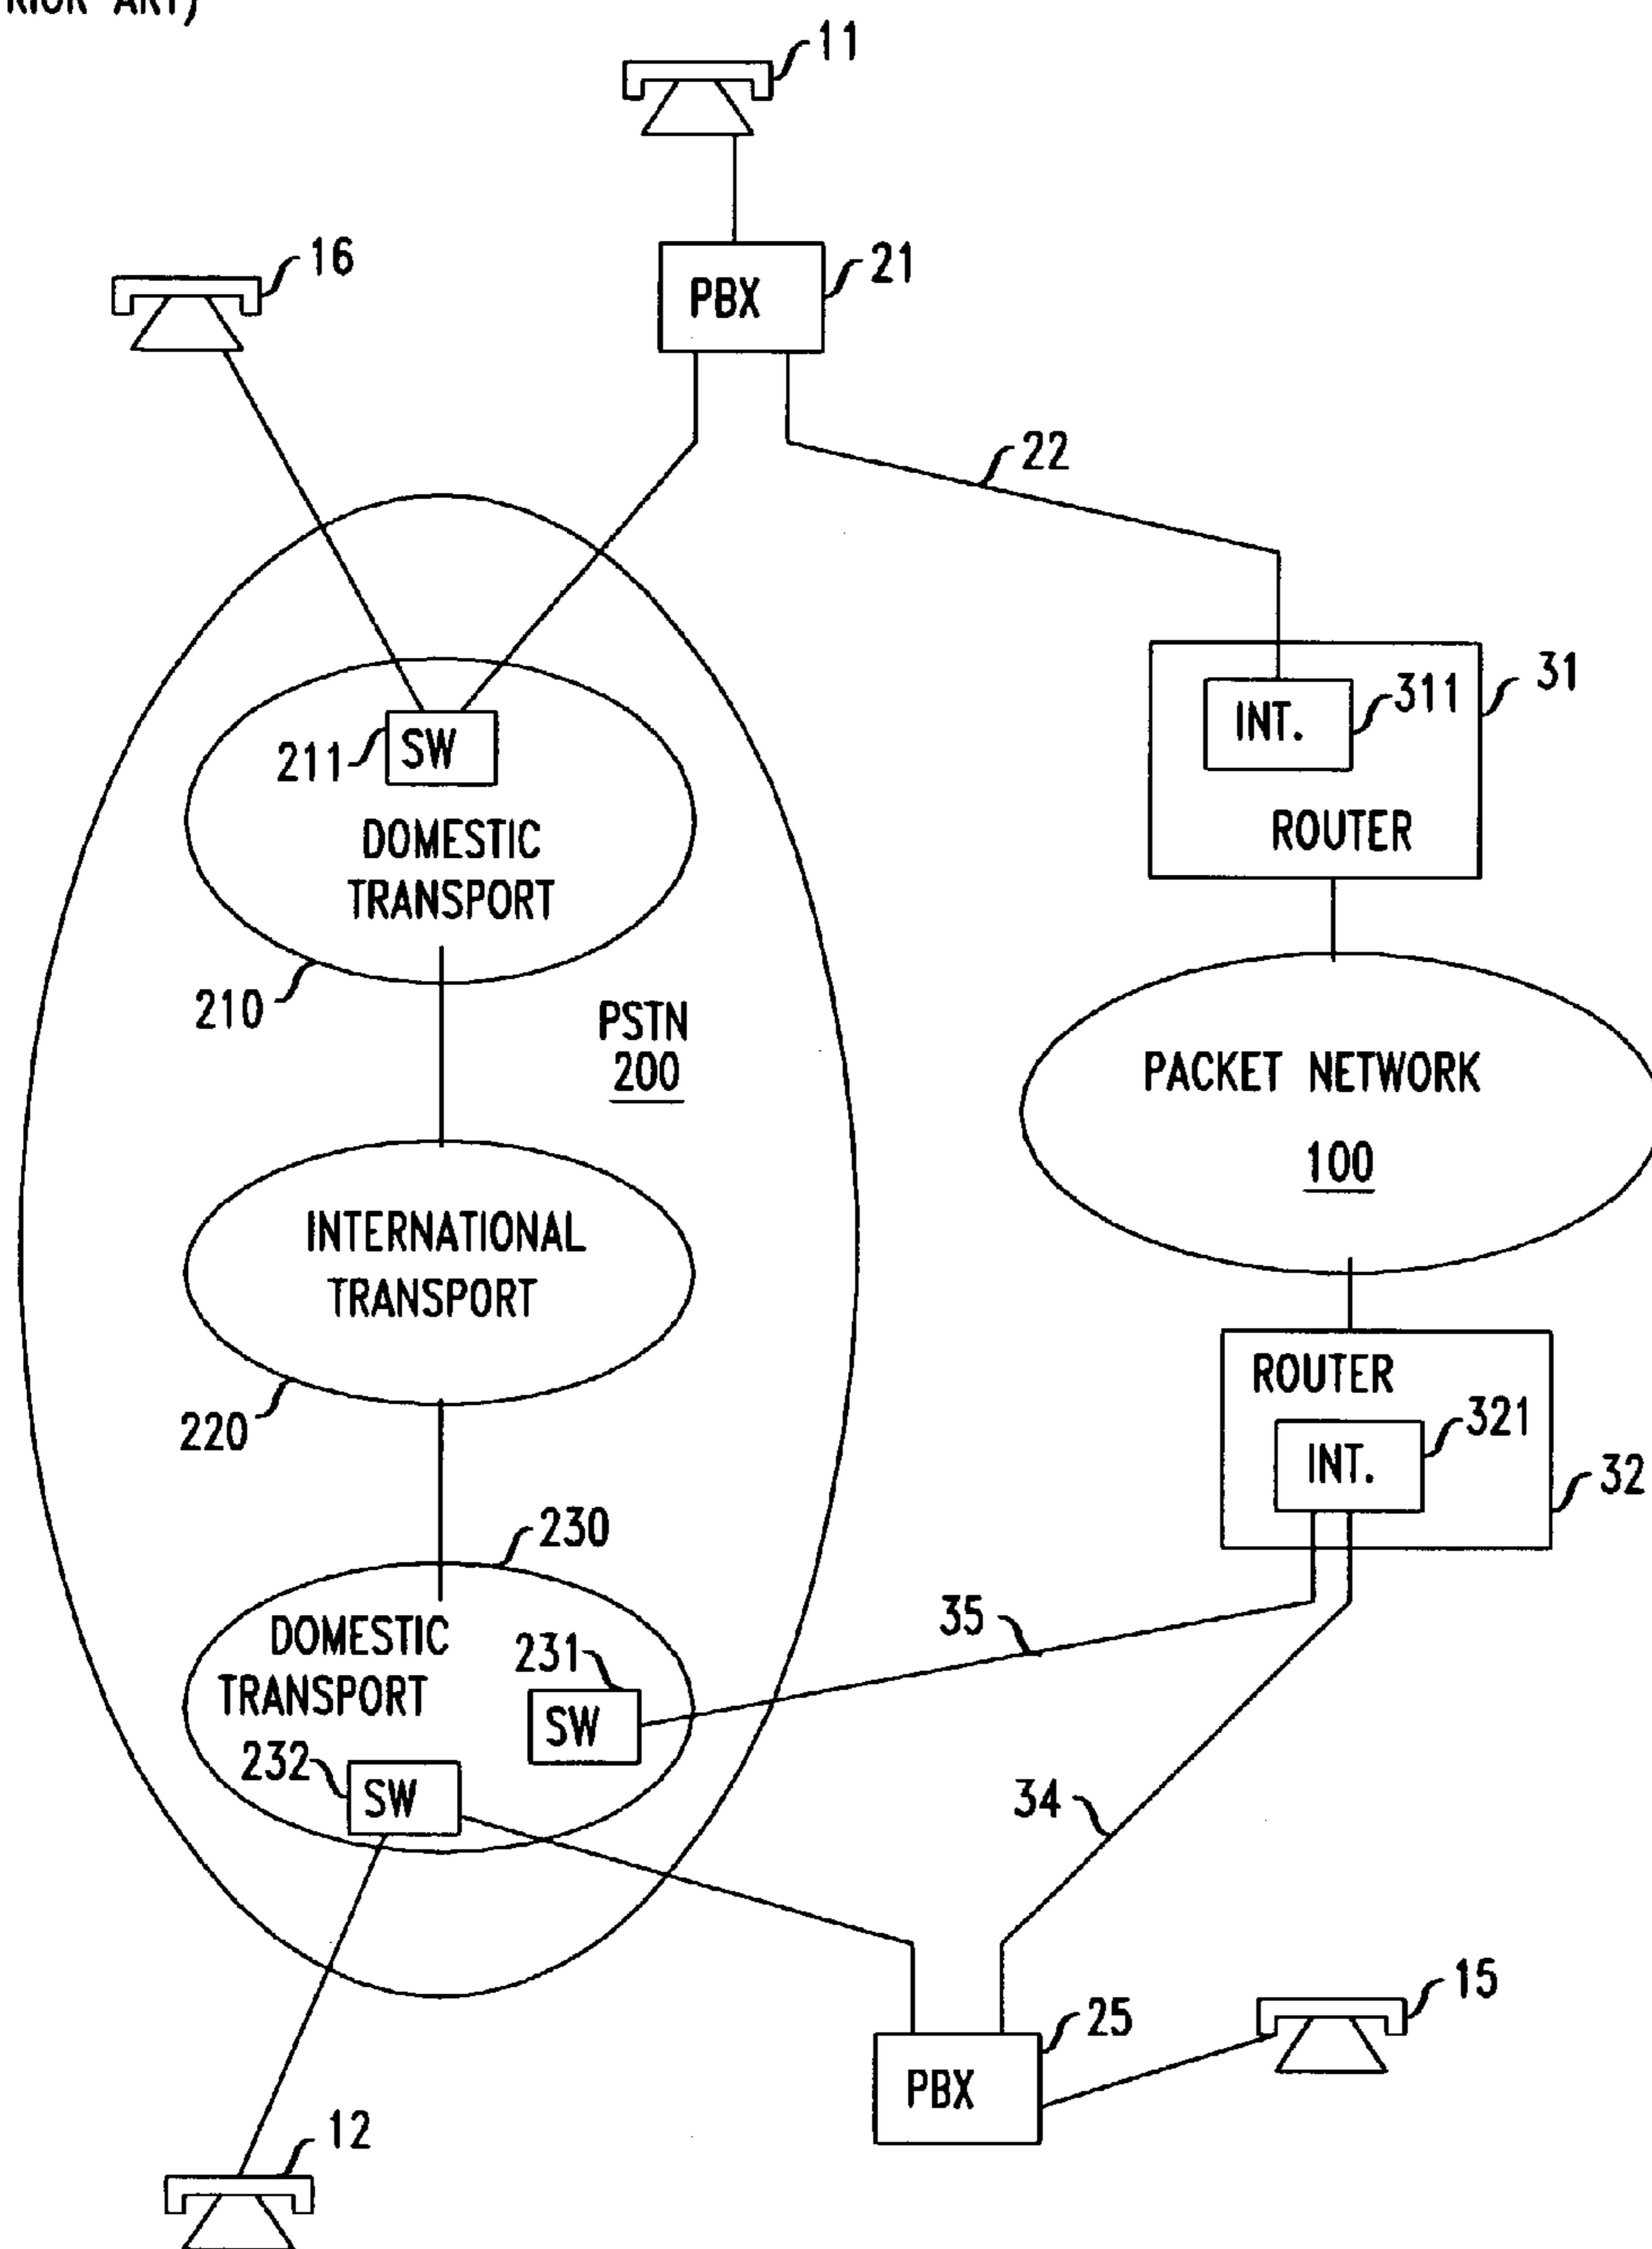 11
16
PBX
21
22
211
SW
DOMESTIC
TRANSPORT
210
INT.
311
31
ROUTER
PSTN
200
PACKET NETWORK
100
INTERNATIONAL
TRANSPORT
220
ROUTER
INT.
321
32
230
DOMESTIC
TRANSPORT
231
SW
232
SW
35
34
25
PBX
15
12